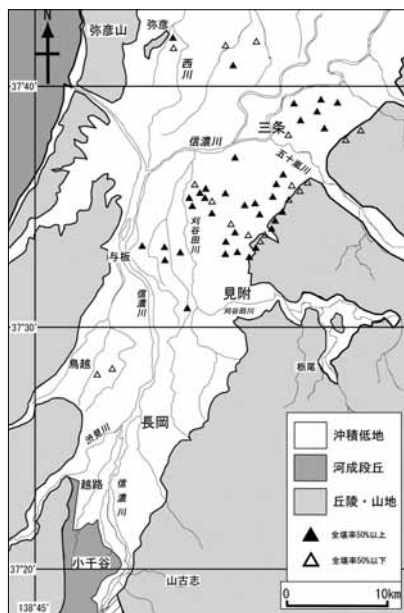 N
弥彦山
弥彦
西川
37°40′
三条
信濃川
五十嵐川
刈谷田川
与板
信濃川
見附
刈谷田川
37°30′
栃尾
鳥越
長岡
渋海川
越路
信濃川
小千谷
37°20′
138°45′
山古志
沖積低地
河成段丘
丘陵・山地
全壊率50%以上
全壊率50%以下
0 10km